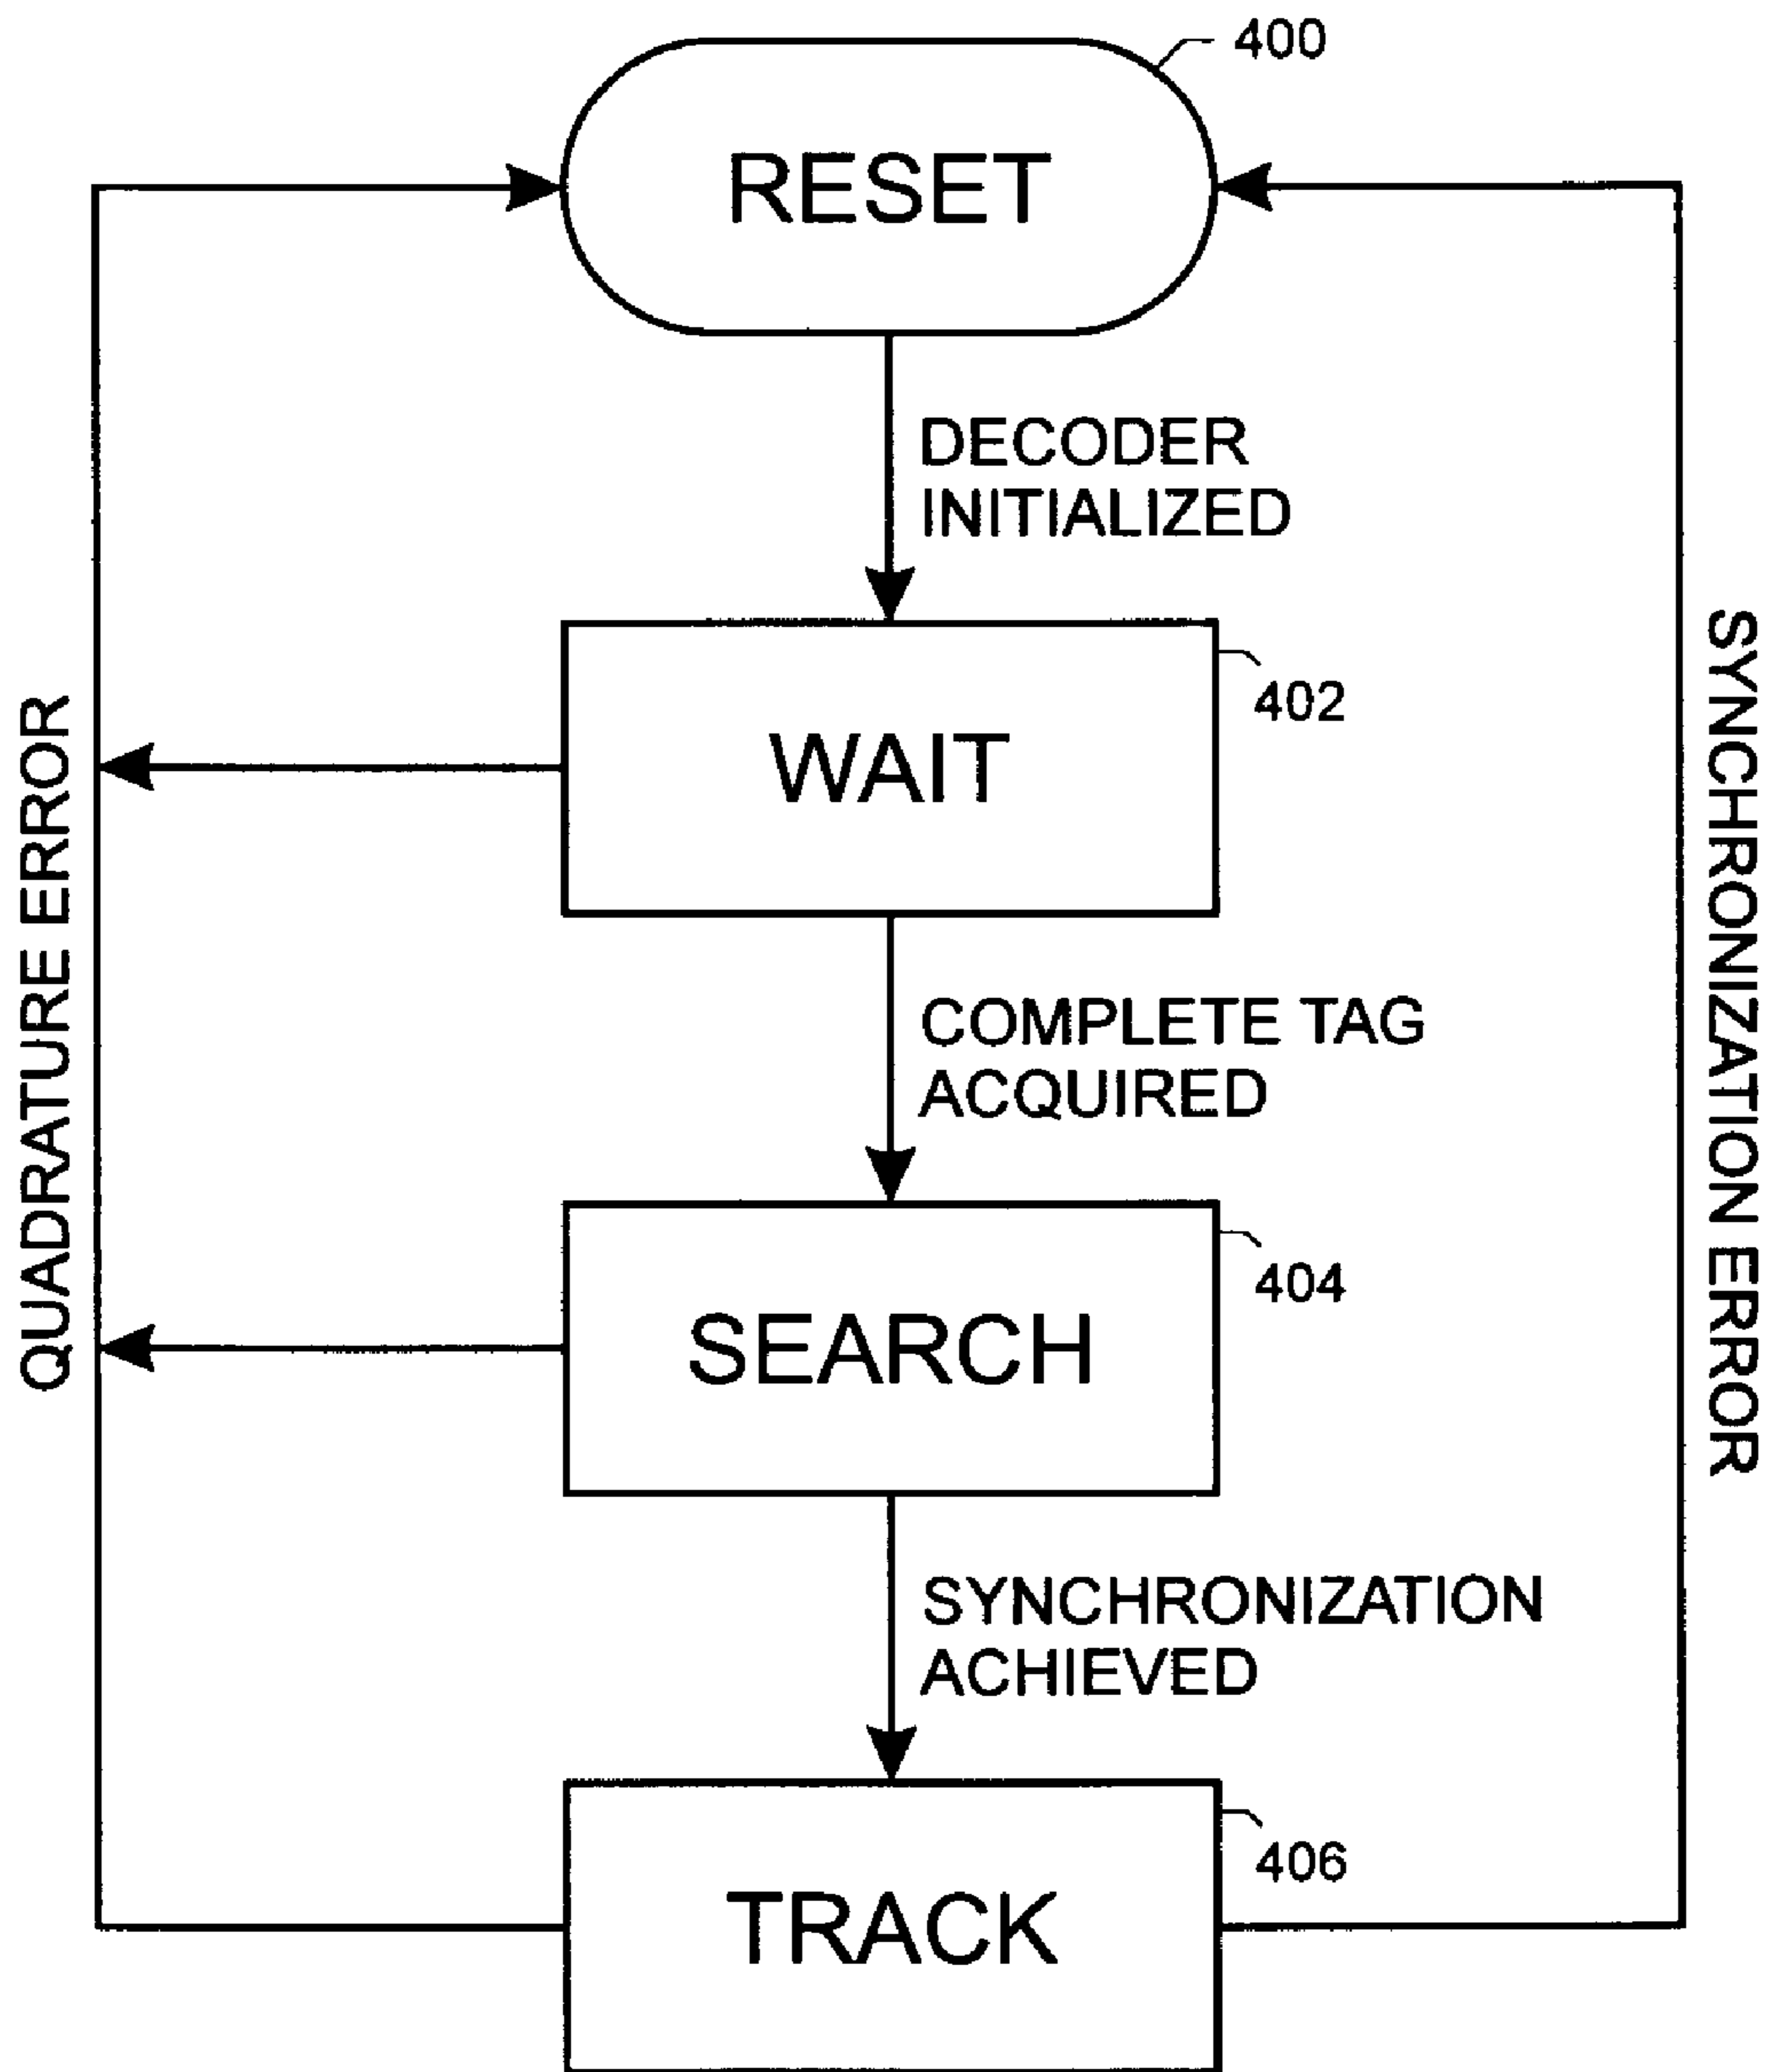 400
RESET
DECODER
INITIALIZED
402
WAIT
QUADRATURE ERROR
SYNCHRONIZATION ERROR
COMPLETE TAG
ACQUIRED
404
SEARCH
SYNCHRONIZATION
ACHIEVED
406
TRACK